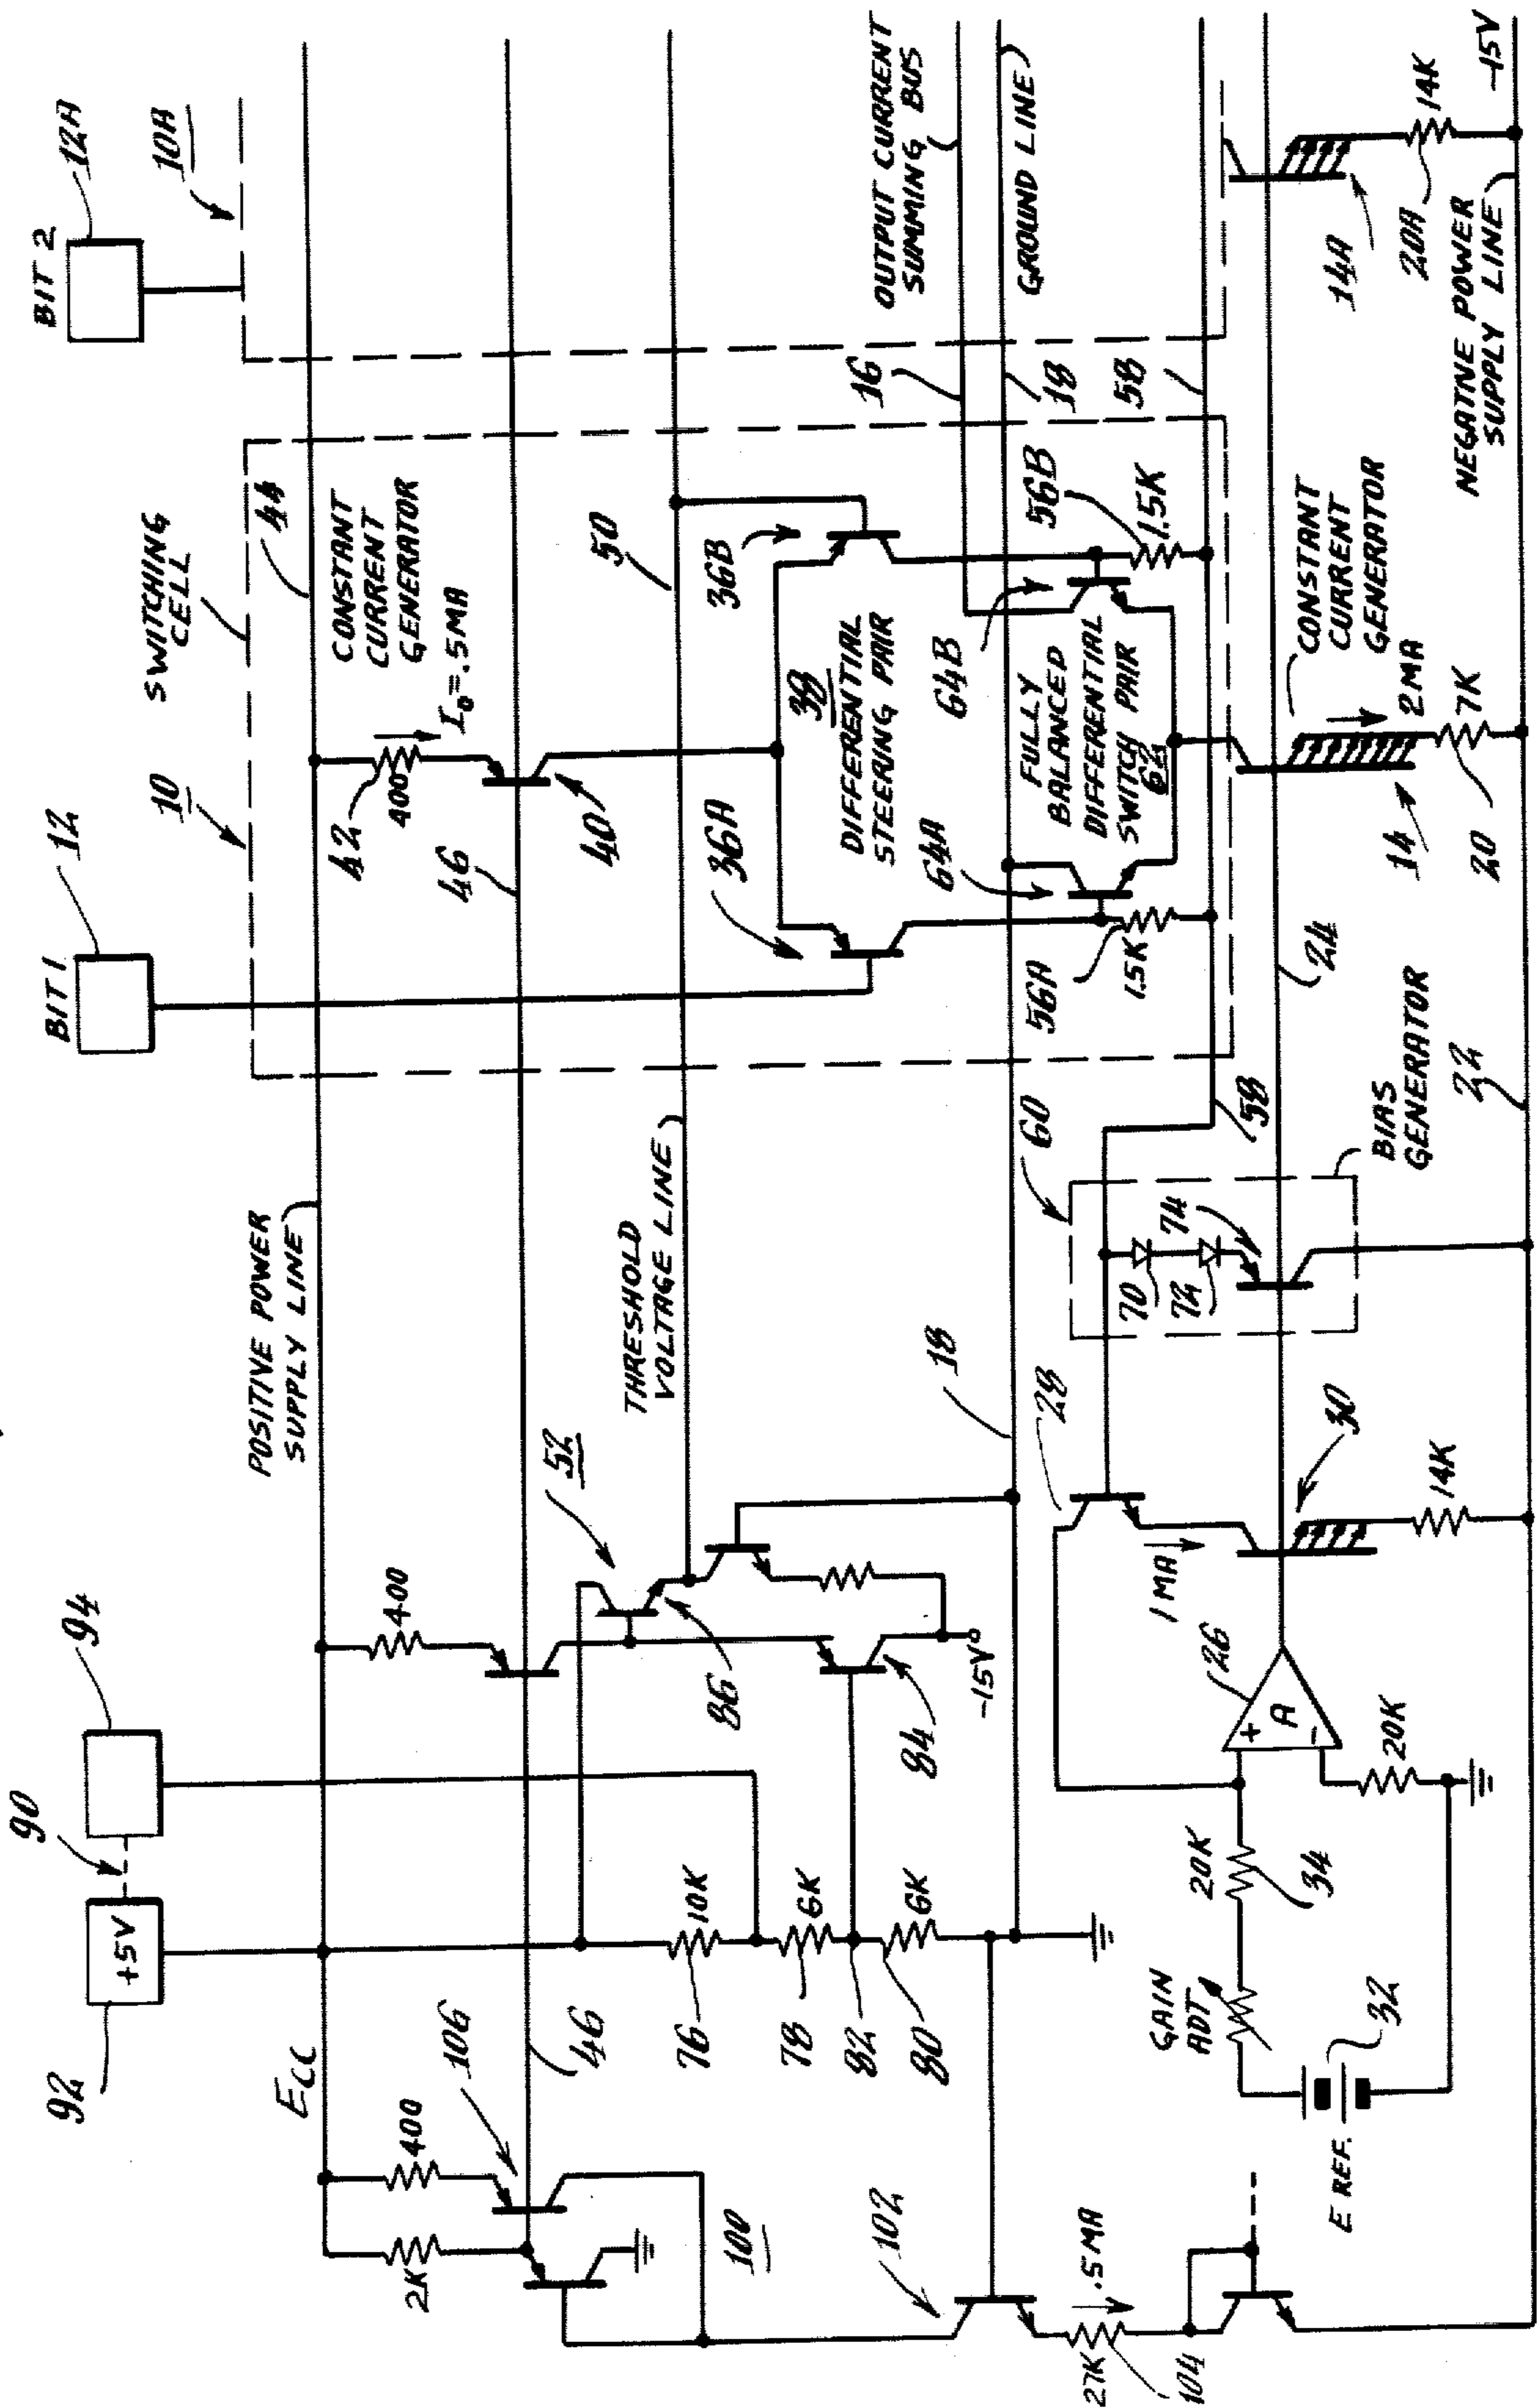 BIT 1
12
BIT 2
12A
10A
10
SWITCHING
CELL
44
92
+5V
90
94
POSITIVE POWER
SUPPLY LINE
ECC
CONSTANT
CURRENT
GENERATOR
I₀=.5MA
42
400
40
46
36A
36B
50
38
DIFFERENTIAL
STEERING PAIR
2K
400
106
46
100
400
52
86
84
-15V
THRESHOLD
VOLTAGE LINE
76
10K
78
6K
82
80
6K
OUTPUT CURRENT
SUMMING BUS
GROUND LINE
16
18
58
18
64A
64B
FULLY
BALANCED
DIFFERENTIAL
SWITCH PAIR
62
56A
1.5K
56B
1.5K
58
60
70
72
74
BIAS
GENERATOR
28
1 MA
30
14K
26
A
+
-
20K
20K
34
GAIN
ADT
32
E REF.
102
.5MA
27K
104
24
22
CONSTANT
CURRENT
GENERATOR
2MA
7K
14
20
14A
20A
14K
NEGATIVE POWER
SUPPLY LINE
-15V